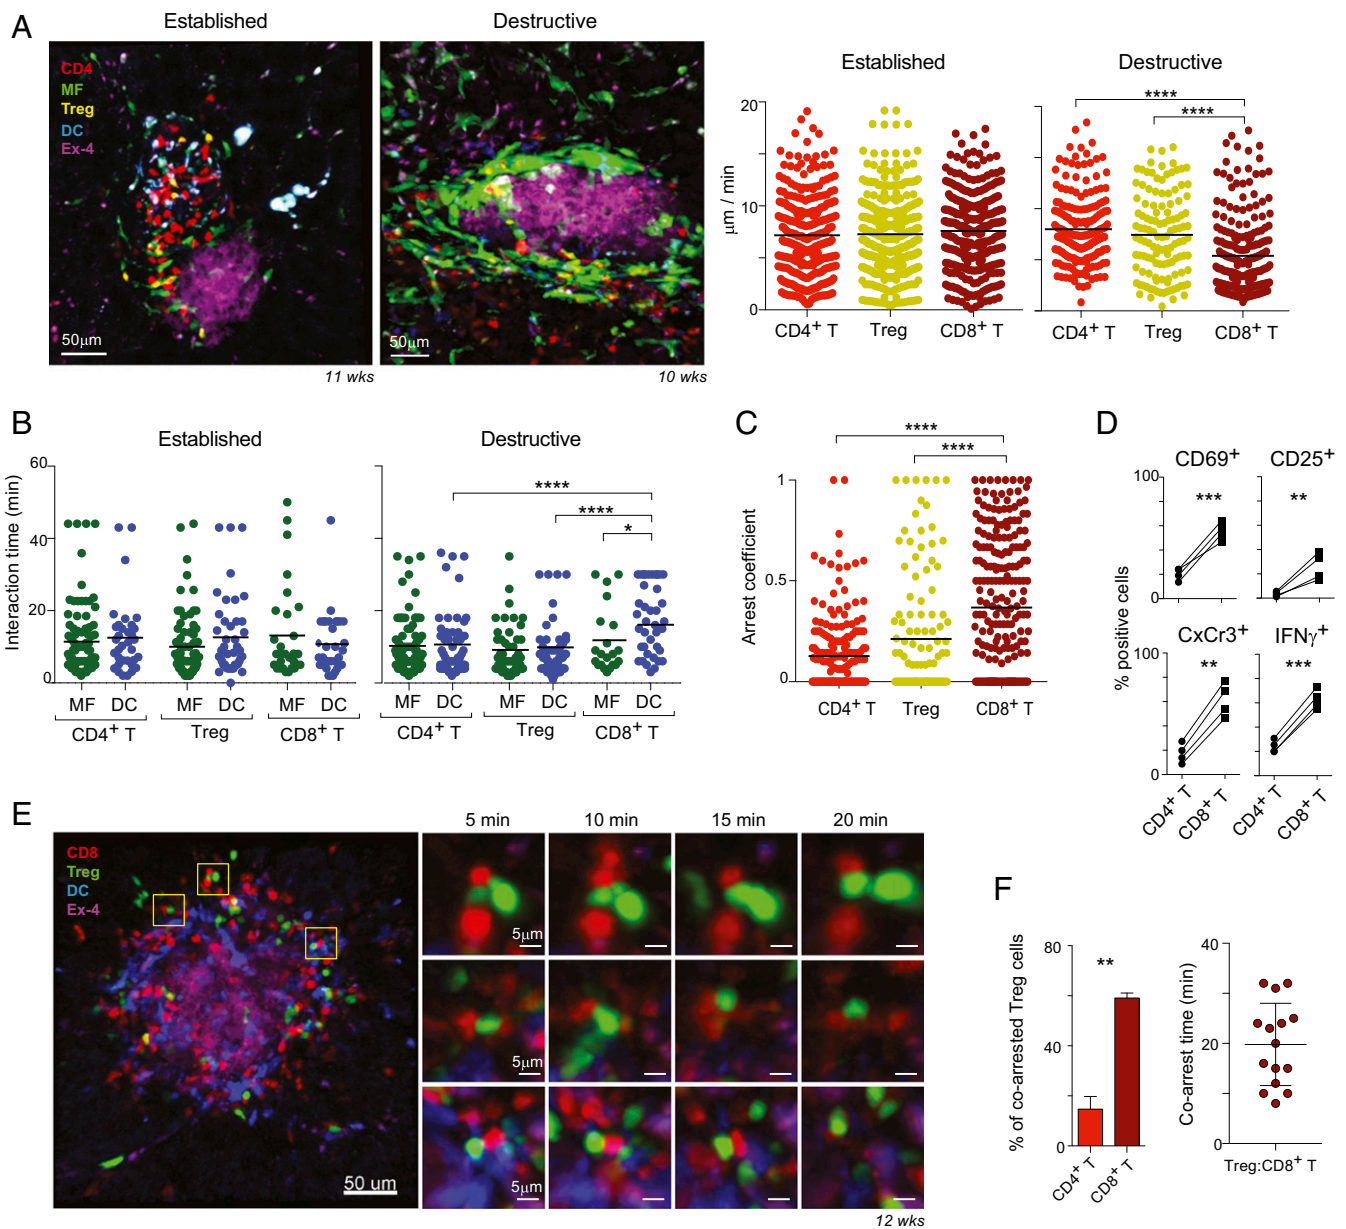 A
Established
Destructive
CD4
MF
Treg
DC
Ex-4
50μm
11 wks
50μm
10 wks
Established
Destructive
μm / min
20
10
0
CD4+ T
Treg
CD8+ T
****
****
CD4+ T
Treg
CD8+ T
B
Established
Destructive
Interaction time (min)
60
40
20
0
MF DC MF DC MF DC
CD4+ T Treg CD8+ T
****
****
*
MF DC MF DC MF DC
CD4+ T Treg CD8+ T
C
****
****
Arrest coefficient
1
0.5
0
CD4+ T Treg CD8+ T
D
% positive cells
CD69+
CD25+
100
***
**
0
CxCr3+
IFNγ+
100
**
***
0
CD4+ T
CD8+ T
CD4+ T
CD8+ T
E
CD8
Treg
DC
Ex-4
50 um
5 min
10 min
15 min
20 min
5μm
5μm
5μm
12 wks
F
% of co-arrested Treg cells
80
40
0
**
CD4+ T
CD8+ T
Co-arrest time (min)
40
20
0
Treg:CD8+ T